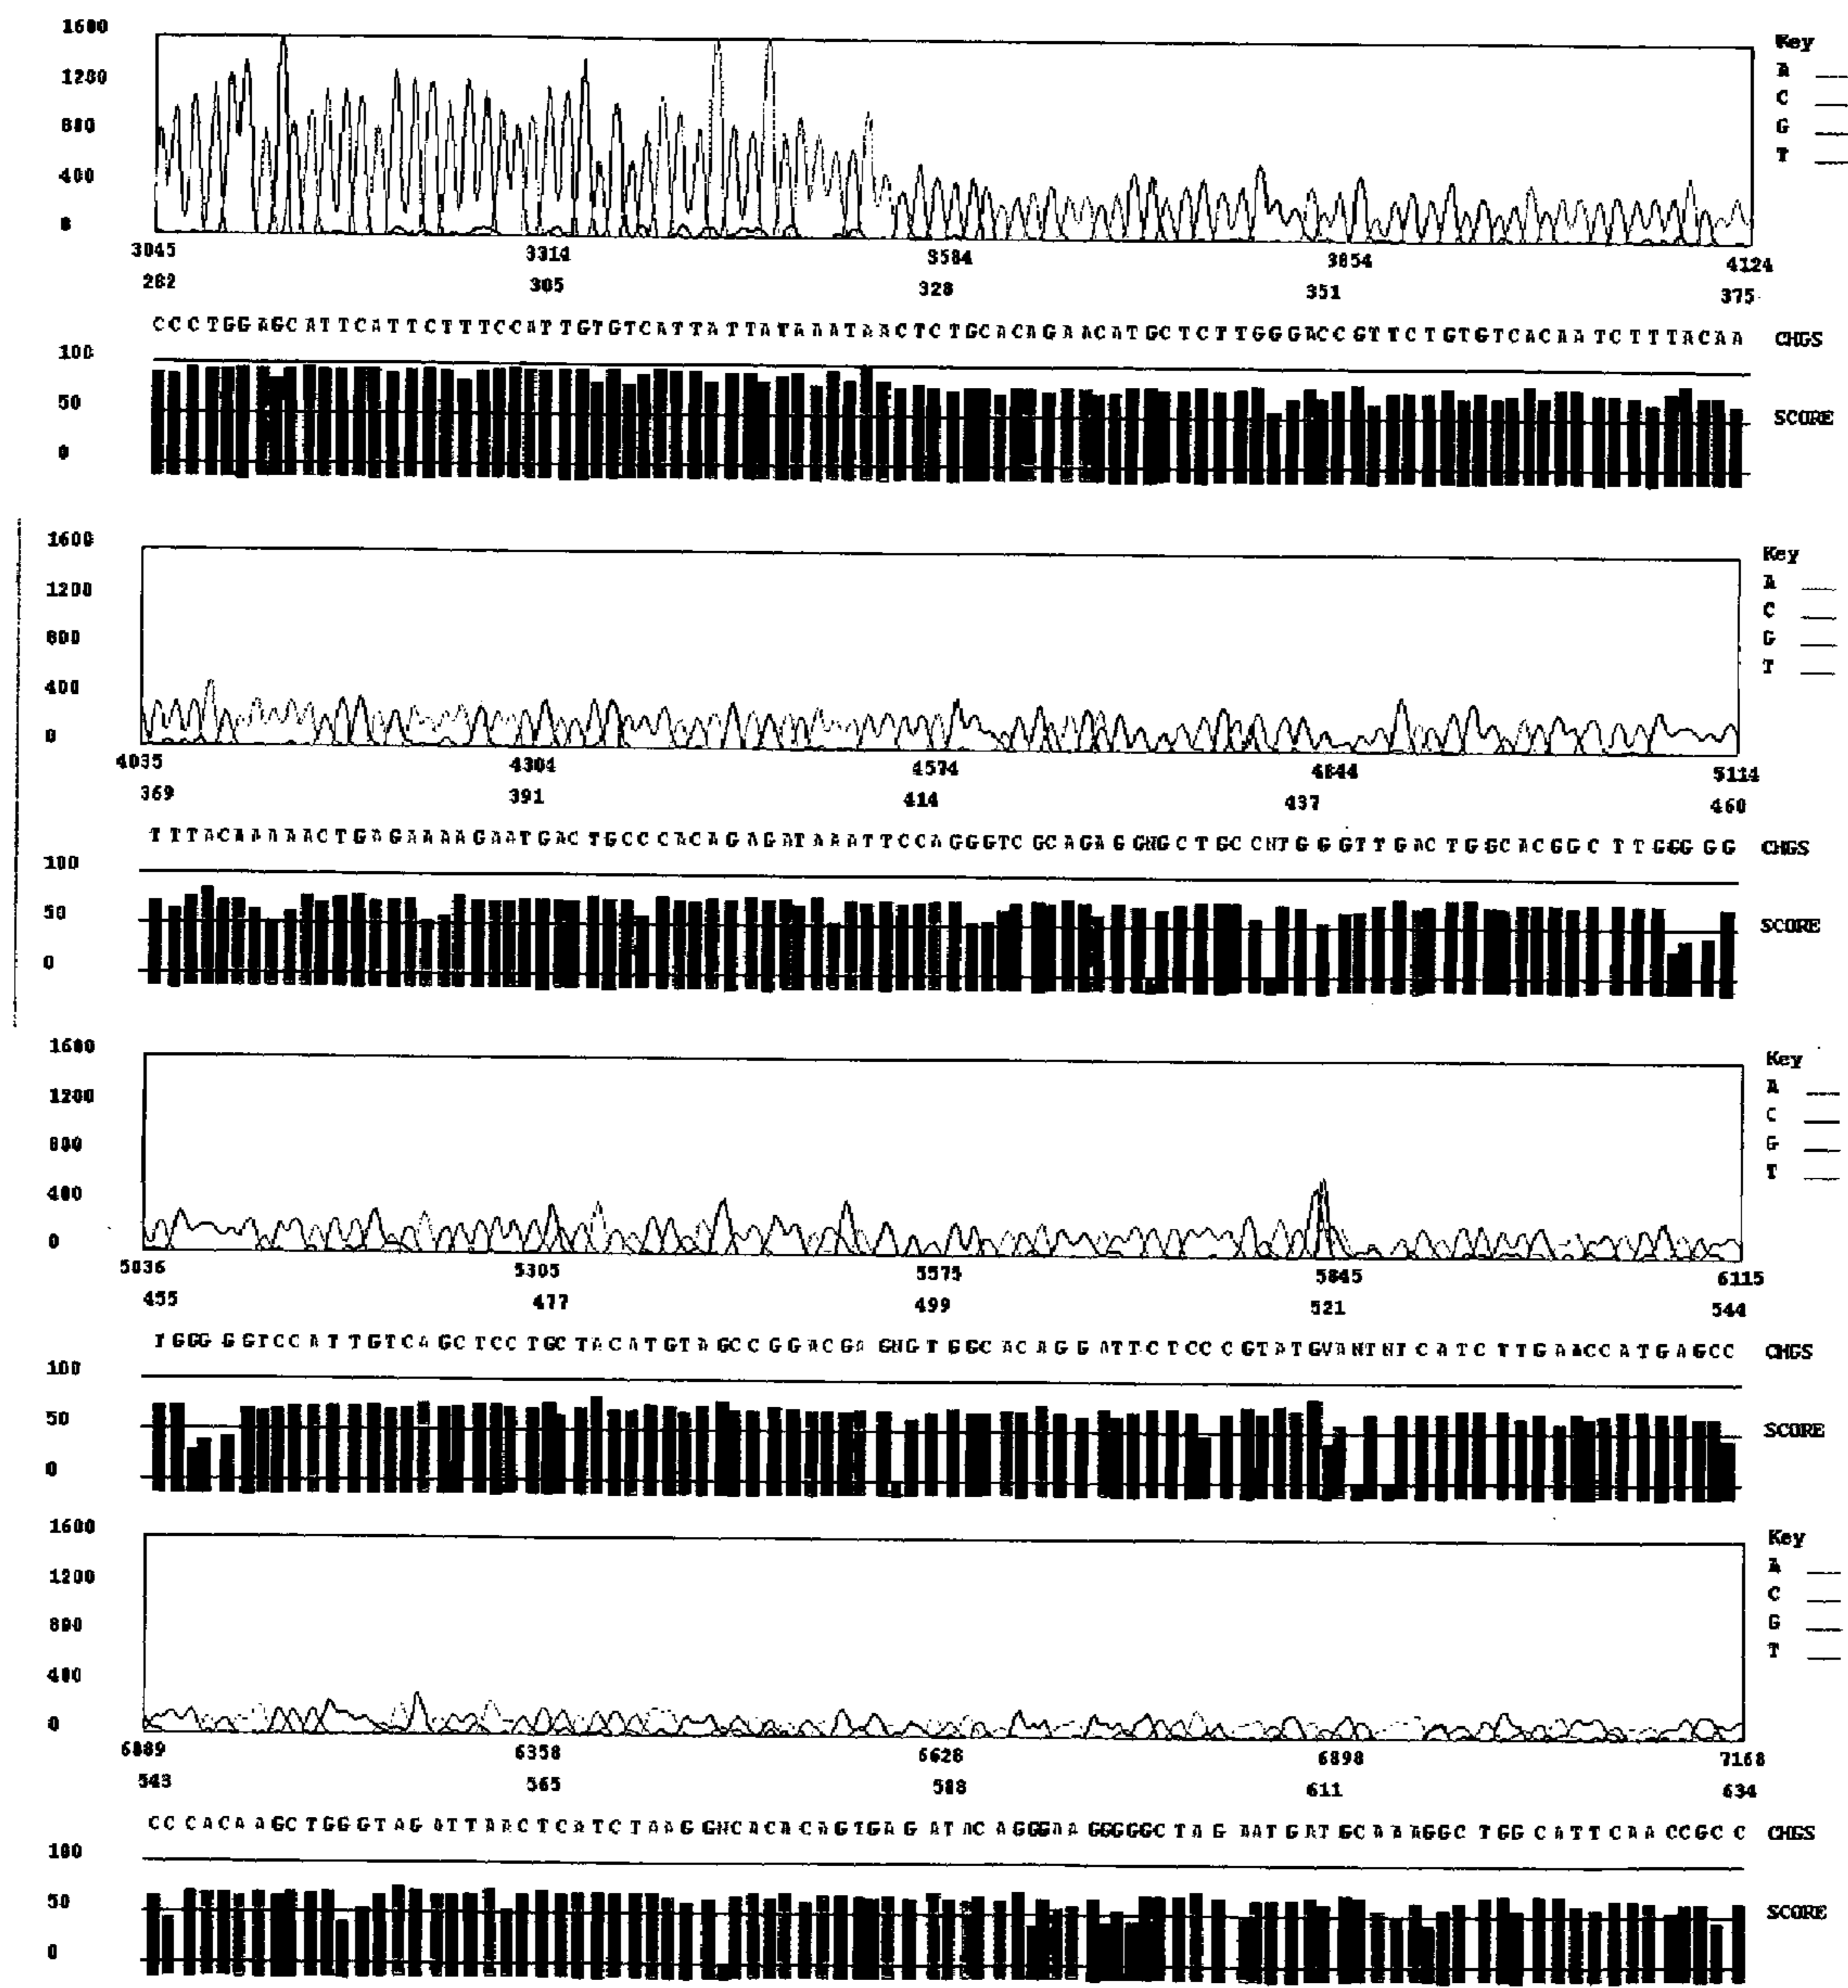 1600
1200
800
400
0
Key
A
C
G
T
3045 3314 3584 3854 4124
282 305 328 351 375
CCCTGGAGCATTCATTCTTTCCATTGTGTCATTATTATAAATAACTCTGCACAGAACATGCTCTTGGGACCGTTCTGTGTCACAATCTTTACAA CHGS
100
50
0
SCORE
1600
1200
800
400
0
Key
A
C
G
T
4035 4304 4574 4844 5114
369 391 414 437 460
TTTACAAAAACTGAGAAAAGAATGACTGCCCACAGAGATAAATTCCAGGGTCGCAGAGGNGCTGCCNTGGGTTGACTGGCACGGCTTGGGGG CHGS
100
50
0
SCORE
1600
1200
800
400
0
Key
A
C
G
T
5036 5305 5575 5845 6115
455 477 499 521 544
TGGGGGTCCATTGTCAGCTCCTGCTACATGTAGCCGGACGAGNGTGGCACAGGATTCTCCCGTATGVANTNTCATCTTGAACCATGAGCC CHGS
100
50
0
SCORE
1600
1200
800
400
0
Key
A
C
G
T
6089 6358 6628 6898 7168
543 565 588 611 634
CCCACAAGCTGGGTAGATTAACTCATCTAAGGNCACACAGTGAGATACAGGGAAGGGGGCTAGAATGATGCAAAGGCTGGCATTCAACCGCC CHGS
100
50
0
SCORE